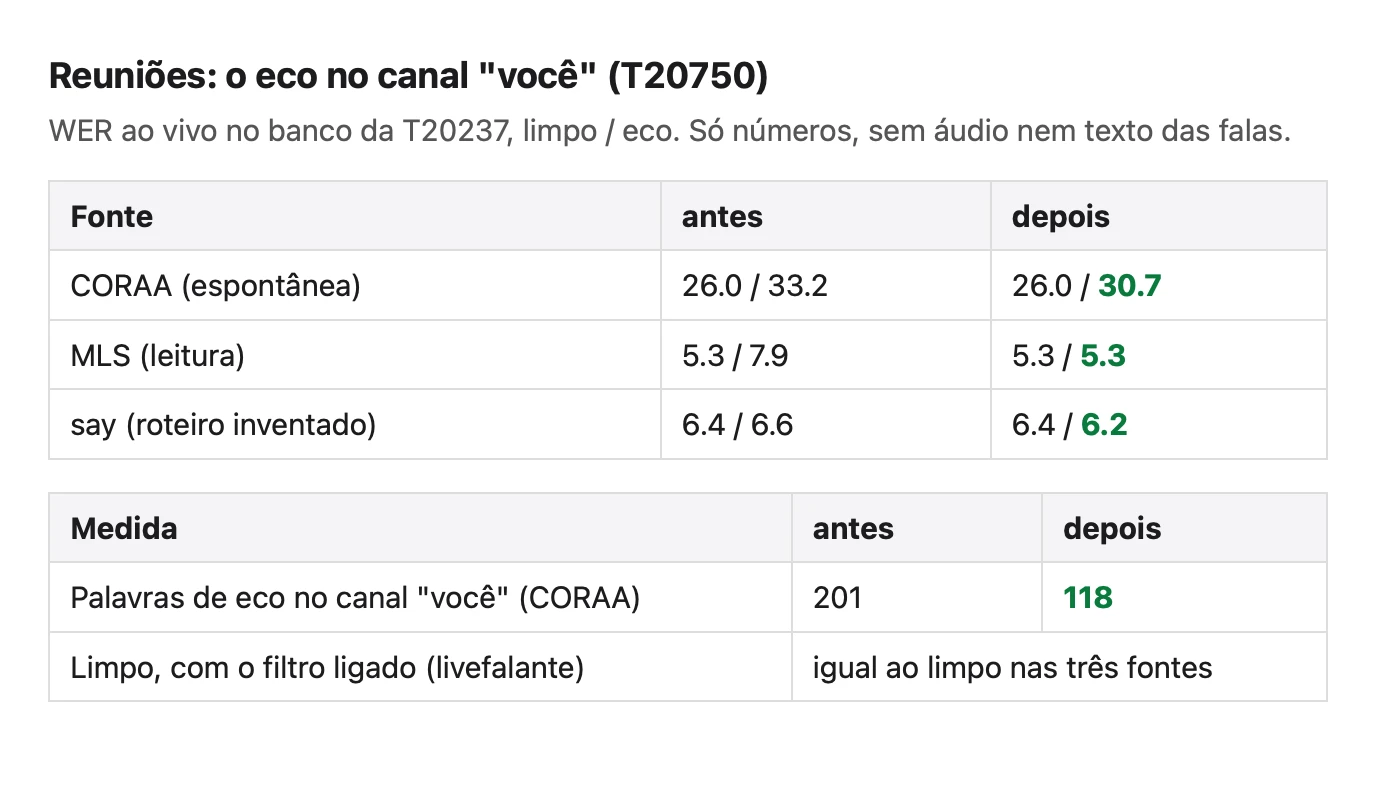 Reuniões: o eco no canal "você" (T20750)
WER ao vivo no banco da T20237, limpo / eco. Só números, sem áudio nem texto das falas.
Fonte antes depois
CORAA (espontânea) 26.0 / 33.2 26.0 / 30.7
MLS (leitura) 5.3 / 7.9 5.3 / 5.3
say (roteiro inventado) 6.4 / 6.6 6.4 / 6.2
Medida antes depois
Palavras de eco no canal "você" (CORAA) 201 118
Limpo, com o filtro ligado (livefalante) igual ao limpo nas três fontes